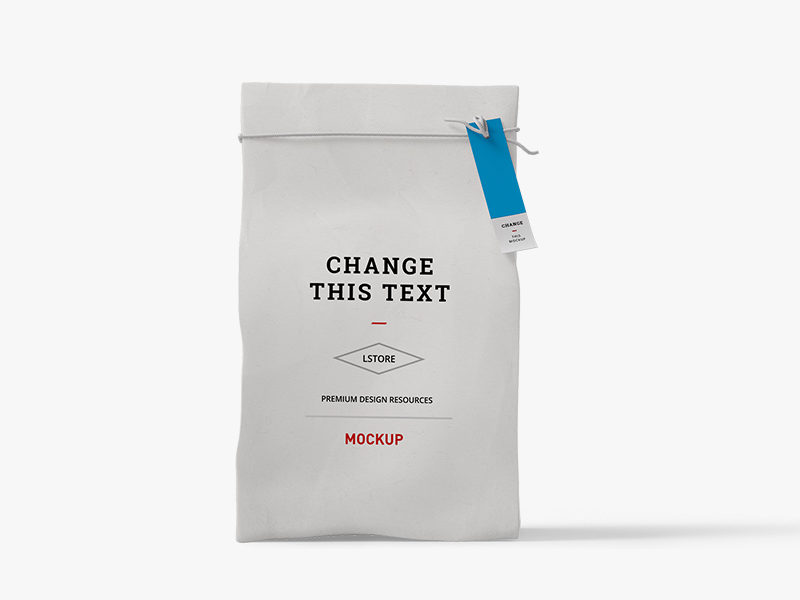 CHANGE
THIS TEXT
LSTORE
PREMIUM DESIGN RESOURCES
MOCKUP
CHANGE
THIS
MOCKUP